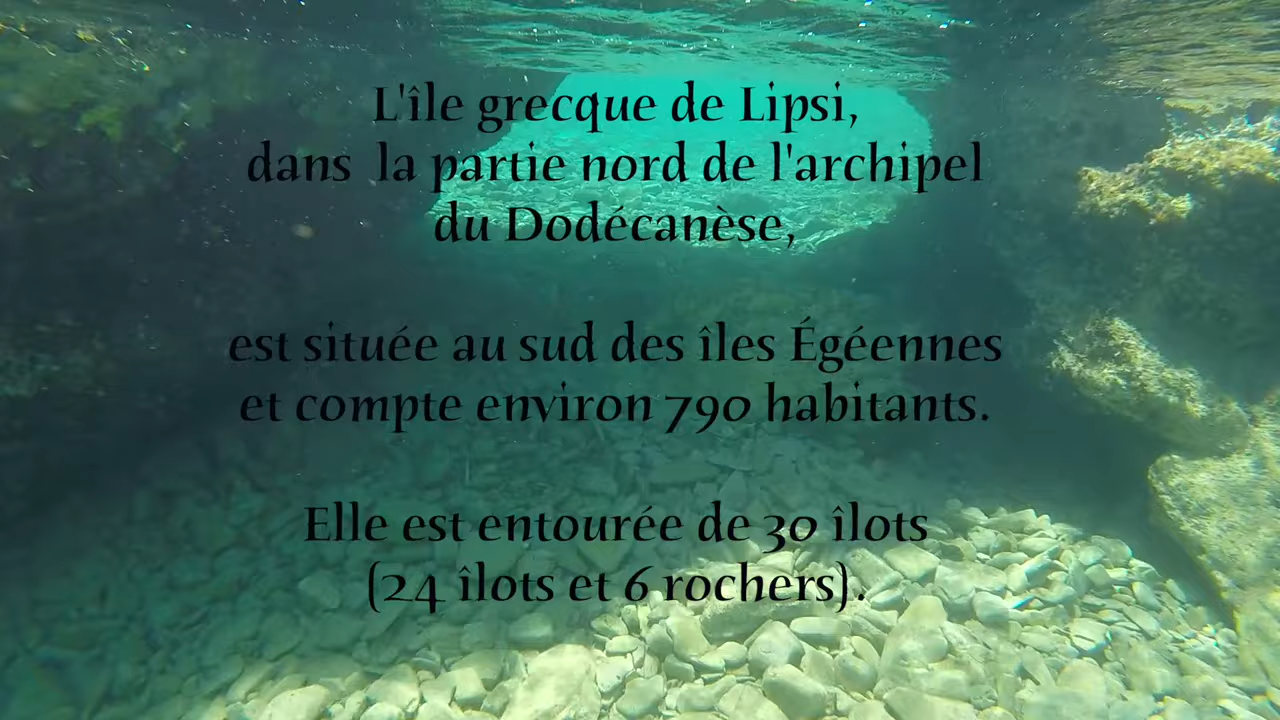 L'île grecque de Lipsi,
dans la partie nord de l'archipel
du Dodécanèse,
est située au sud des îles Égéennes
et compte environ 790 habitants.
Elle est entourée de 30 îlots
(24 îlots et 6 rochers).